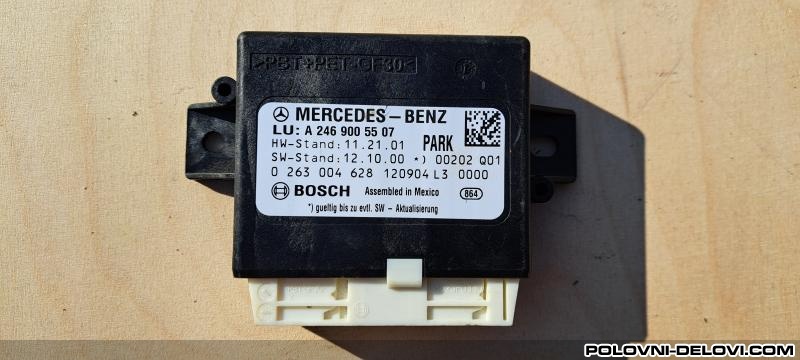 >PBT+PET-GF30<
MERCEDES-BENZ
LU: A 246 900 55 07 PARK
HW-Stand: 11.21.01
SW-Stand: 12.10.00 *) 00202 Q01
0 263 004 628 120904 L3 0000
BOSCH Assembled in Mexico 864
*) gueltig bis zu evtl. SW - Aktualisierung
POLOVNI-DELOVI.COM